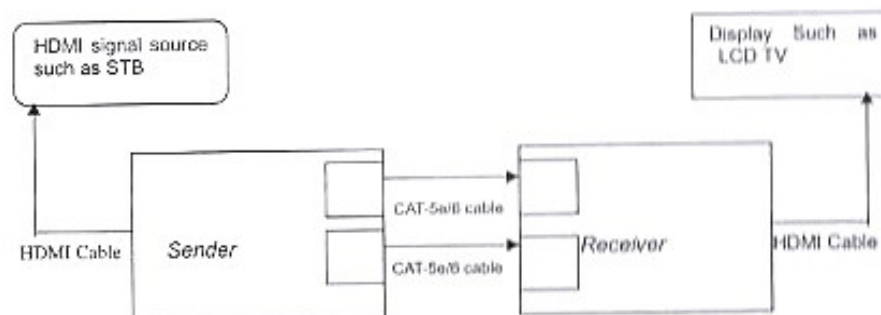 HDMI signal source
such as STB
Display Such as
LCD TV
CAT-5e/6 cable
HDMI Cable
Sender
Receiver
HDMI Cable
CAT-5e/6 cable